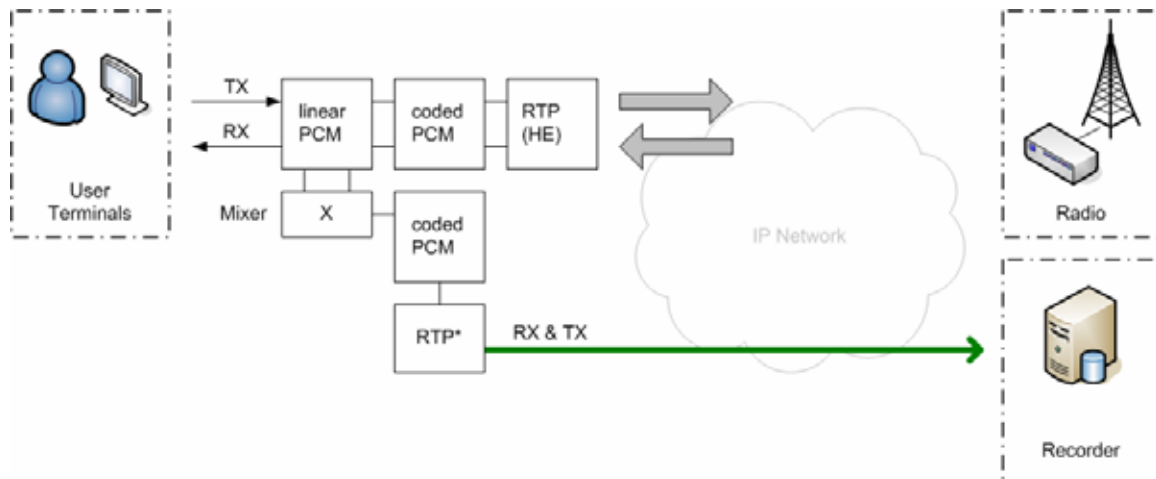 TX
RX
linear
PCM
coded
PCM
RTP
(HE)
User
Terminals
Mixer
X
coded
PCM
IP Network
Radio
RTP*
RX & TX
Recorder